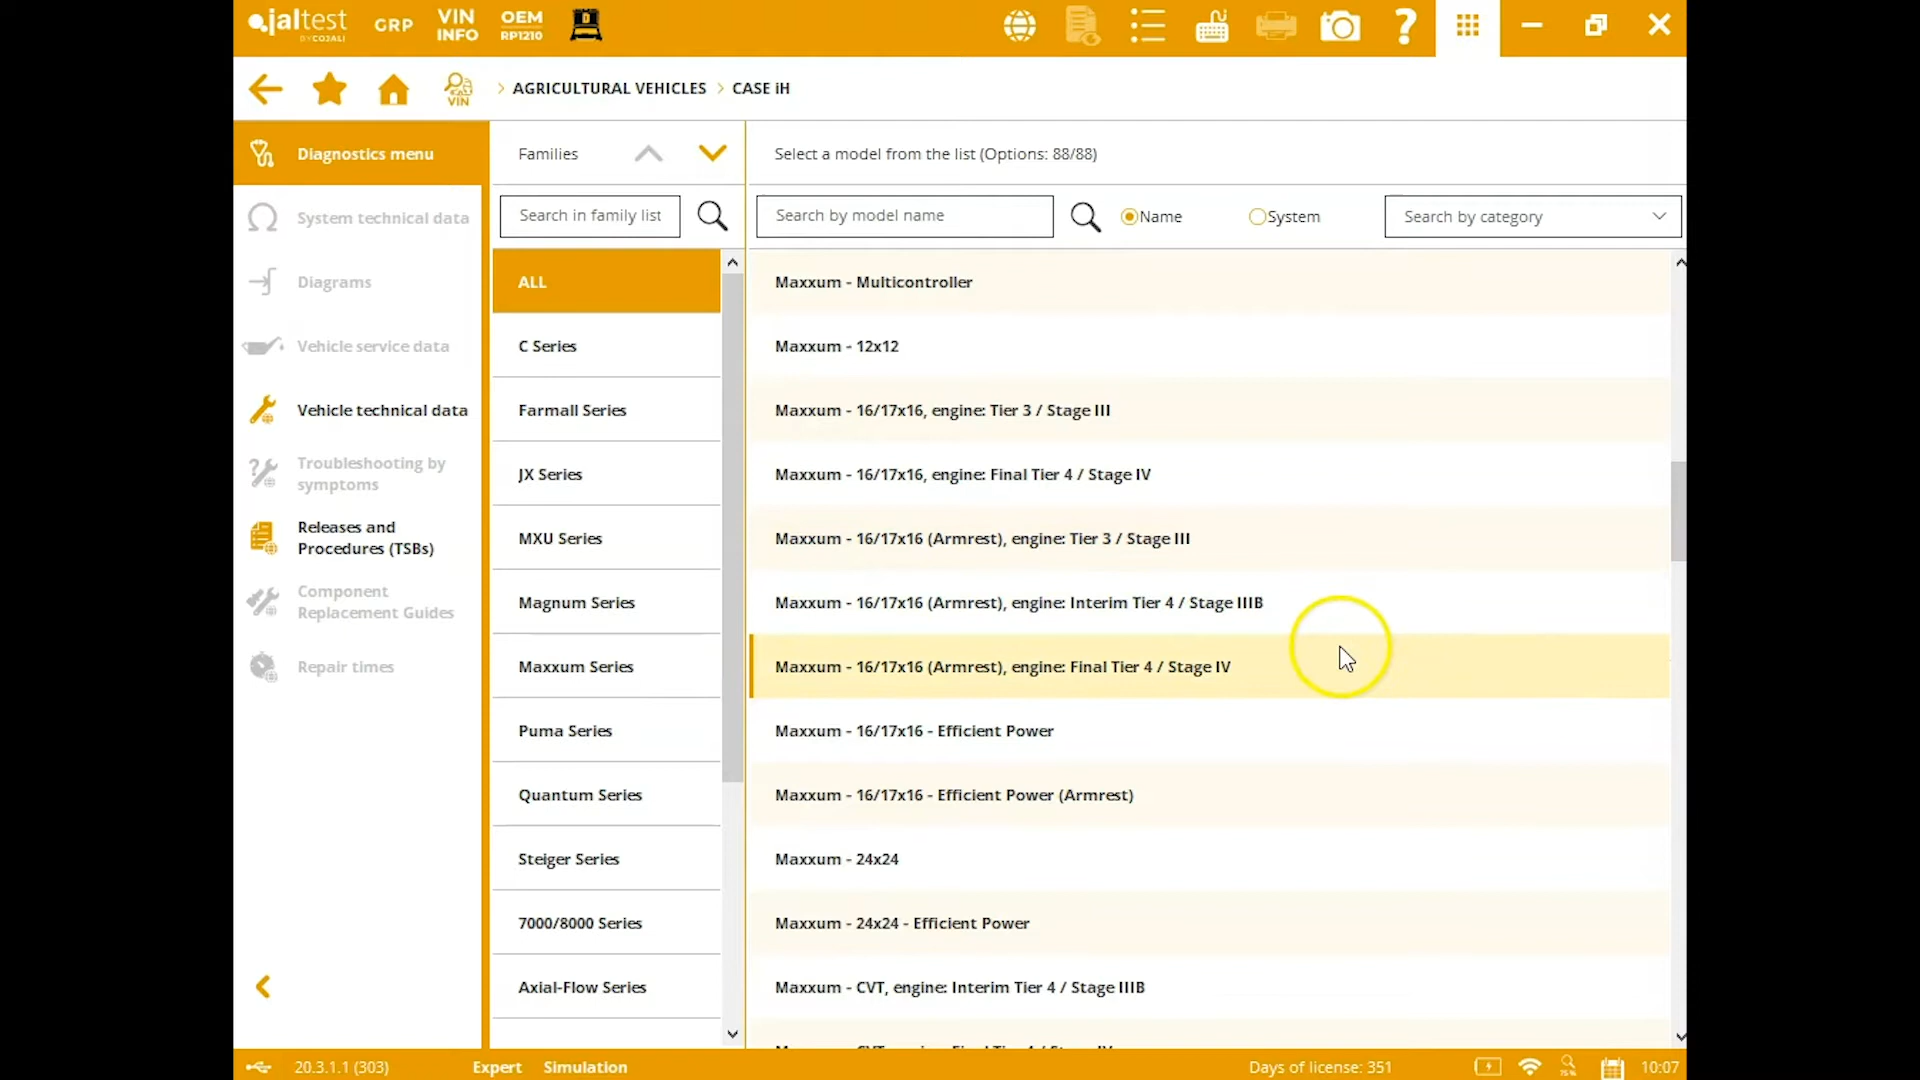 jaltest
BY COJALI
GRP
VIN
INFO
OEM
RP1210
D
?
VIN
> AGRICULTURAL VEHICLES > CASE iH
Diagnostics menu
System technical data
Diagrams
Vehicle service data
Vehicle technical data
Troubleshooting by
symptoms
Releases and
Procedures (TSBs)
Component
Replacement Guides
Repair times
Families
Search in family list
ALL
C Series
Farmall Series
JX Series
MXU Series
Magnum Series
Maxxum Series
Puma Series
Quantum Series
Steiger Series
7000/8000 Series
Axial-Flow Series
Select a model from the list (Options: 88/88)
Search by model name
Name
System
Search by category
Maxxum - Multicontroller
Maxxum - 12x12
Maxxum - 16/17x16, engine: Tier 3 / Stage III
Maxxum - 16/17x16, engine: Final Tier 4 / Stage IV
Maxxum - 16/17x16 (Armrest), engine: Tier 3 / Stage III
Maxxum - 16/17x16 (Armrest), engine: Interim Tier 4 / Stage IIIB
Maxxum - 16/17x16 (Armrest), engine: Final Tier 4 / Stage IV
Maxxum - 16/17x16 - Efficient Power
Maxxum - 16/17x16 - Efficient Power (Armrest)
Maxxum - 24x24
Maxxum - 24x24 - Efficient Power
Maxxum - CVT, engine: Interim Tier 4 / Stage IIIB
20.3.1.1 (303)
Expert
Simulation
Days of license: 351
75%
10:07